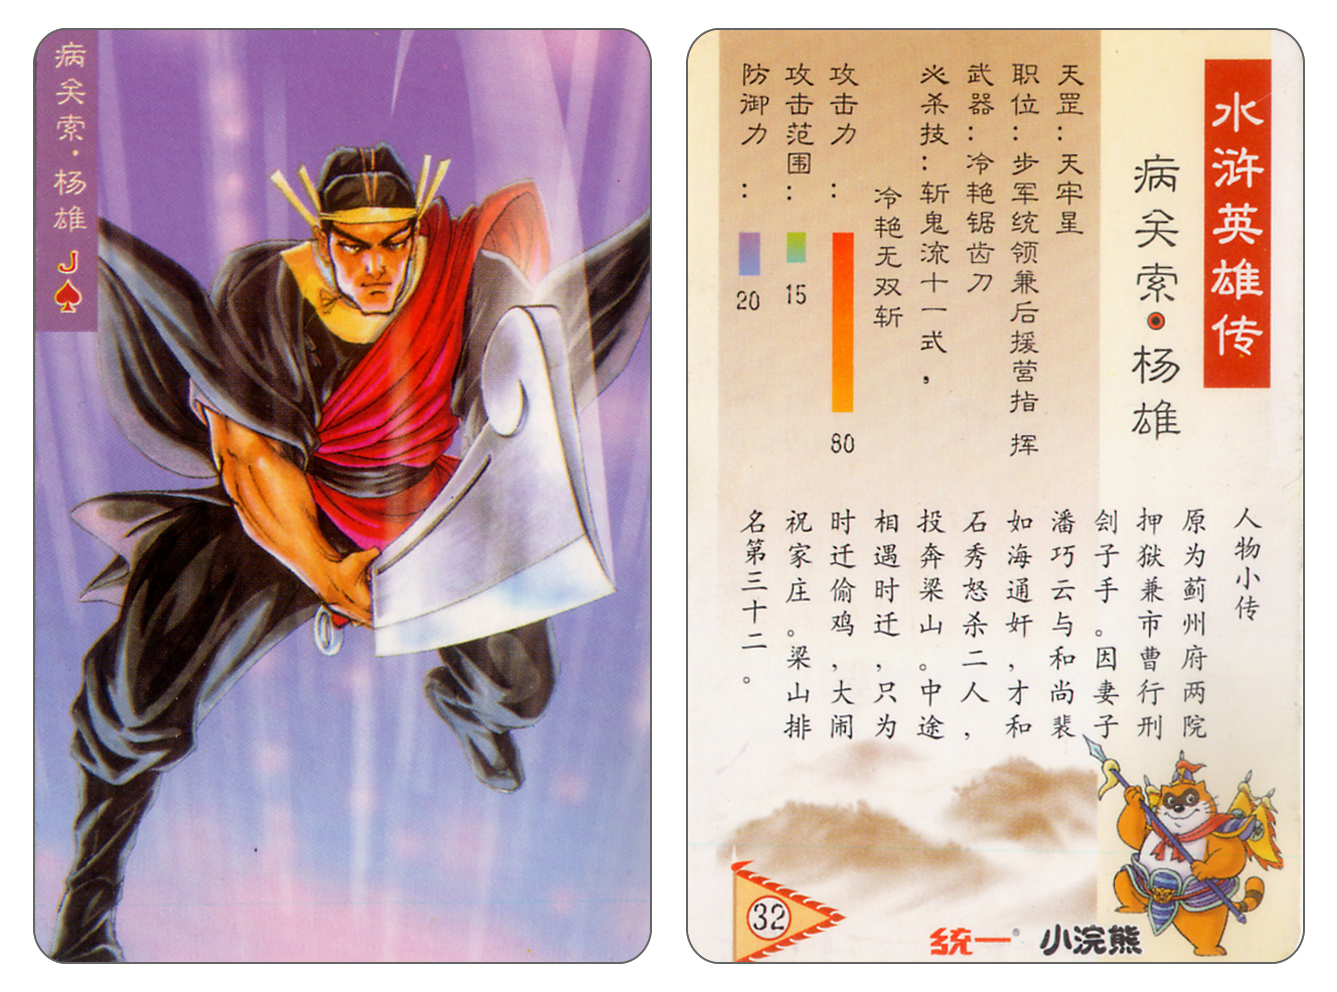 病关索·杨雄
J
水浒英雄传
病关索·杨雄
天罡：天牢星
职位：步军统领兼后援营指挥
武器：冷艳锯齿刀
必杀技：斩鬼流十一式，
冷艳无双斩
攻击力：
80
攻击范围：
15
防御力：
20
人物小传
原为蓟州府两院
押狱兼市曹行刑
刽子手。因妻子
潘巧云与和尚裴
如海通奸，才和
石秀怒杀二人，
投奔梁山。中途
相遇时迁，只为
时迁偷鸡，大闹
祝家庄。梁山排
名第三十二。
32
统一®
小浣熊